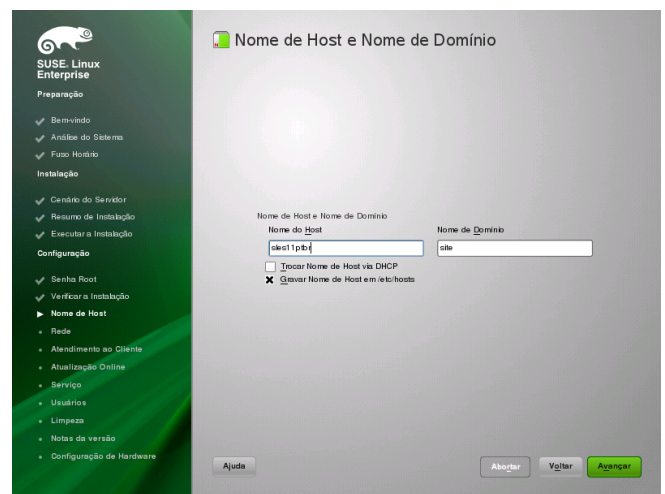 SUSE. Linux
Enterprise
Preparação
Bem-vindo
Análise do Sistema
Fuso Horário
Instalação
Cenário do Servidor
Resumo de Instalação
Executar a Instalação
Configuração
Senha Root
Verificar a Instalação
Nome de Host
Rede
Atendimento ao Cliente
Atualização Online
Serviço
Usuários
Limpeza
Notas da versão
Configuração de Hardware
Nome de Host e Nome de Domínio
Nome de Host e Nome de Domínio
Nome do Host
Nome de Domínio
sles11ptbr
site
Trocar Nome de Host via DHCP
Gravar Nome de Host em /etc/hosts
Ajuda
Abortar
Voltar
Avançar